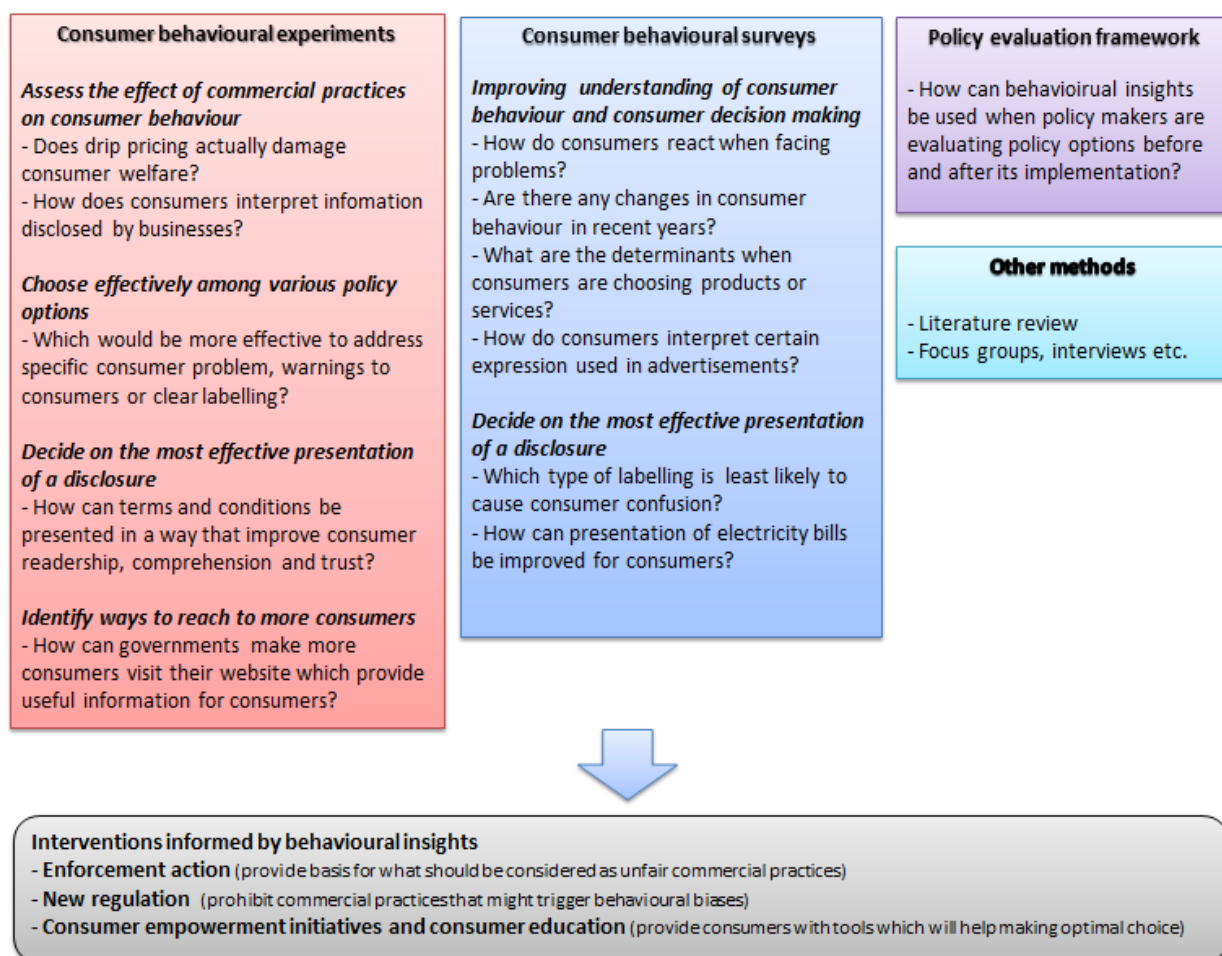 Consumer behavioural experiments
Assess the effect of commercial practices
on consumer behaviour
- Does drip pricing actually damage
consumer welfare?
- How does consumers interpret infomation
disclosed by businesses?
Choose effectively among various policy
options
- Which would be more effective to address
specific consumer problem, warnings to
consumers or clear labelling?
Decide on the most effective presentation
of a disclosure
- How can terms and conditions be
presented in a way that improve consumer
readership, comprehension and trust?
Identify ways to reach to more consumers
- How can governments make more
consumers visit their website which provide
useful information for consumers?
Consumer behavioural surveys
Improving understanding of consumer
behaviour and consumer decision making
- How do consumers react when facing
problems?
- Are there any changes in consumer
behaviour in recent years?
- What are the determinants when
consumers are choosing products or
services?
- How do consumers interpret certain
expression used in advertisements?
Decide on the most effective presentation
of a disclosure
- Which type of labelling is least likely to
cause consumer confusion?
- How can presentation of electricity bills
be improved for consumers?
Policy evaluation framework
- How can behavioirual insights
be used when policy makers are
evaluating policy options before
and after its implementation?
Other methods
- Literature review
- Focus groups, interviews etc.
Interventions informed by behavioural insights
- Enforcement action (provide basis for what should be considered as unfair commercial practices)
- New regulation (prohibit commercial practices that might trigger behavioural biases)
- Consumer empowerment initiatives and consumer education (provide consumers with tools which will help making optimal choice)